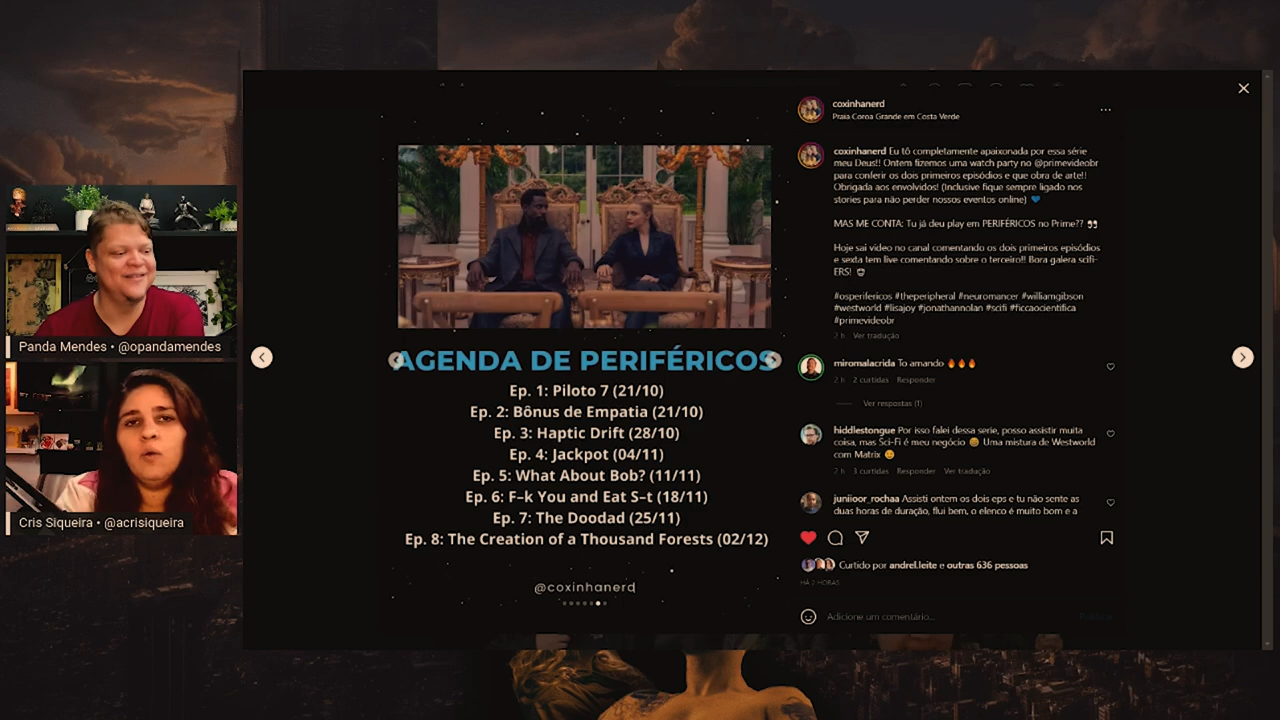 Panda Mendes • @opandamendes
Cris Siqueira • @acrisiqueira
AGENDA DE PERIFÉRICOS
Ep. 1: Piloto 7 (21/10)
Ep. 2: Bônus de Empatia (21/10)
Ep. 3: Haptic Drift (28/10)
Ep. 4: Jackpot (04/11)
Ep. 5: What About Bob? (11/11)
Ep. 6: F-k You and Eat S-t (18/11)
Ep. 7: The Doodad (25/11)
Ep. 8: The Creation of a Thousand Forests (02/12)
@coxinhanerd
coxinhanerd
Praia Coroa Grande em Costa Verde
coxinhanerd Eu tô completamente apaixonada por essa série
meu Deus!! Ontem fizemos uma watch party no @primevideobr
para conferir os dois primeiros episódios e que obra de arte!!
Obrigada aos envolvidos! (Inclusive fique sempre ligado nos
stories para não perder nossos eventos online) 💙
MAS ME CONTA: Tu já deu play em PERIFÉRICOS no Prime?? 👀
Hoje sai video no canal comentando os dois primeiros episódios
e sexta tem live comentando sobre o terceiro!! Bora galera scifi-
ERS!
#osperifericos #theperipheral #neuromancer #williamgibson
#westworld #lisajoy #jonathannolan #scifi #ficcaocientifica
#primevideobr
2 h Ver tradução
miromalacrida To amando 🔥🔥🔥
2 h 2 curtidas Responder
Ver respostas (1)
hiddlestongue Por isso falei dessa serie, posso assistir muita
coisa, mas Sci-Fi é meu negócio Uma mistura de Westworld
com Matrix
2 h 3 curtidas Responder Ver tradução
juniioor_rochaa Assisti ontem os dois eps e tu não sente as
duas horas de duração, flui bem, o elenco é muito bom e a
Curtido por andrel.leite e outras 636 pessoas
HÁ 2 HORAS
Adicione um comentário...